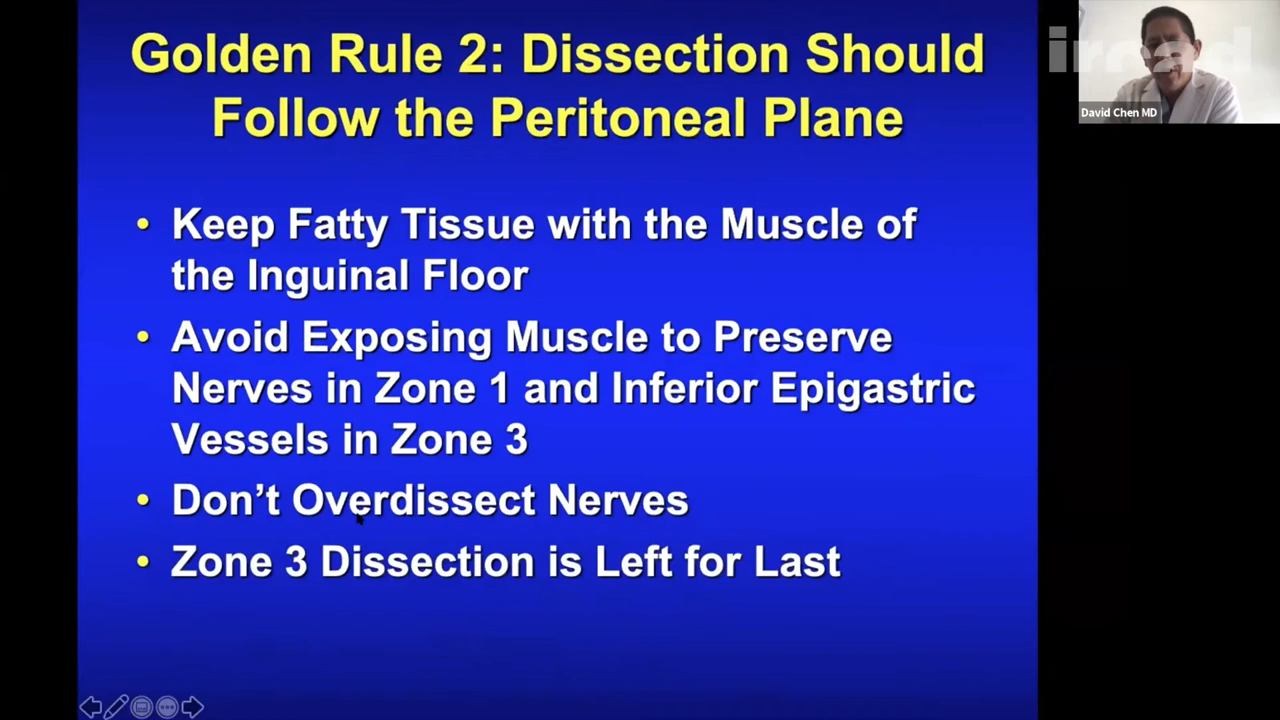 Golden Rule 2: Dissection Should
Follow the Peritoneal Plane
• Keep Fatty Tissue with the Muscle of
the Inguinal Floor
• Avoid Exposing Muscle to Preserve
Nerves in Zone 1 and Inferior Epigastric
Vessels in Zone 3
• Don't Overdissect Nerves
• Zone 3 Dissection is Left for Last
ircad
David Chen MD